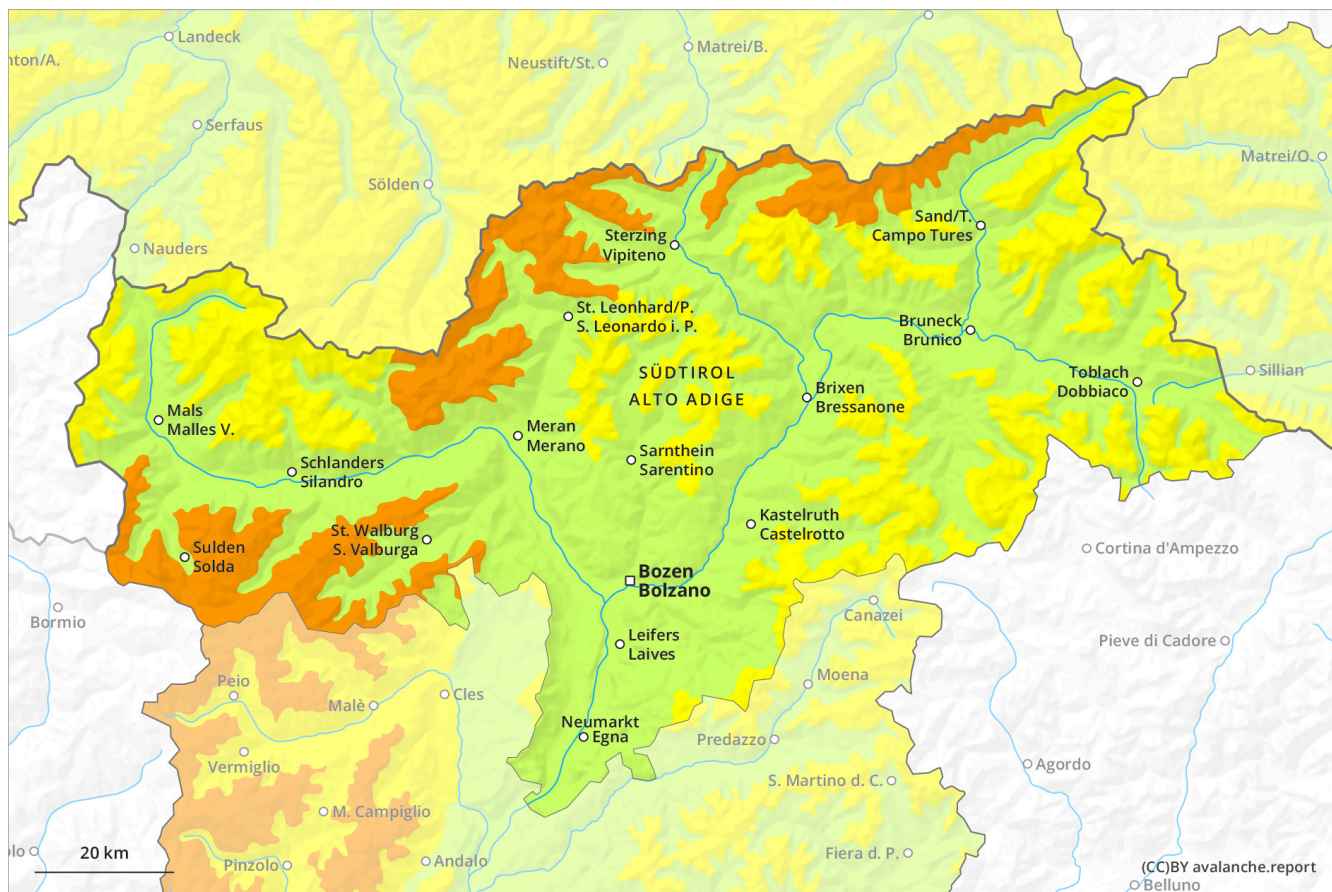 Landeck
Matrei/B.
nton/A.
Neustift/St.
Serfaus
Matrei/O.
Sölden
Sand/T.
Campo Tures
Sterzing
Vipiteno
Nauders
St. Leonhard/P.
S. Leonardo i. P.
Bruneck
Brunico
SÜDTIROL
ALTO ADIGE
Toblach
Dobbiaco
Sillian
Brixen
Bressanone
Mals
Malles V.
Meran
Merano
Schlanders
Silandro
Sarnthein
Sarentino
Kastelruth
Castelrotto
St. Walburg
S. Valburga
Sulden
Solda
Cortina d'Ampezzo
Bozen
Bolzano
Bormio
Canazei
Leifers
Laives
Pieve di Cadore
Moena
Peio
Malè
Cles
Neumarkt
Egna
Predazzo
Vermiglio
Agordo
S. Martino d. C.
M. Campiglio
olo
20 km
Pinzolo
Andalo
Fiera d. P.
(CC)BY avalanche.report
Belluno